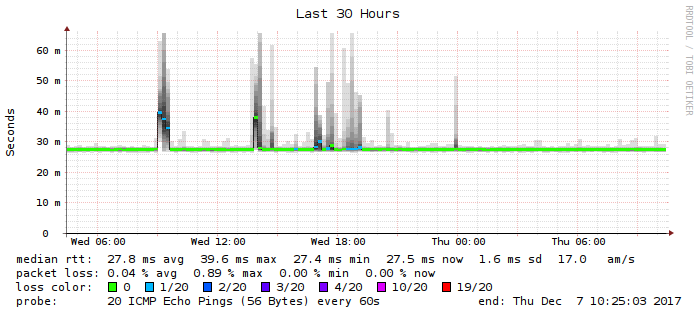 Last 30 Hours
RRDTOOL / TOBI OETIKER
Seconds
60 m
50 m
40 m
30 m
20 m
10 m
0
Wed 06:00 Wed 12:00 Wed 18:00 Thu 00:00 Thu 06:00
median rtt: 27.8 ms avg 39.6 ms max 27.4 ms min 27.5 ms now 1.6 ms sd 17.0 am/s
packet loss: 0.04 % avg 0.89 % max 0.00 % min 0.00 % now
loss color: 0 1/20 2/20 3/20 4/20 10/20 19/20
probe: 20 ICMP Echo Pings (56 Bytes) every 60s end: Thu Dec 7 10:25:03 2017